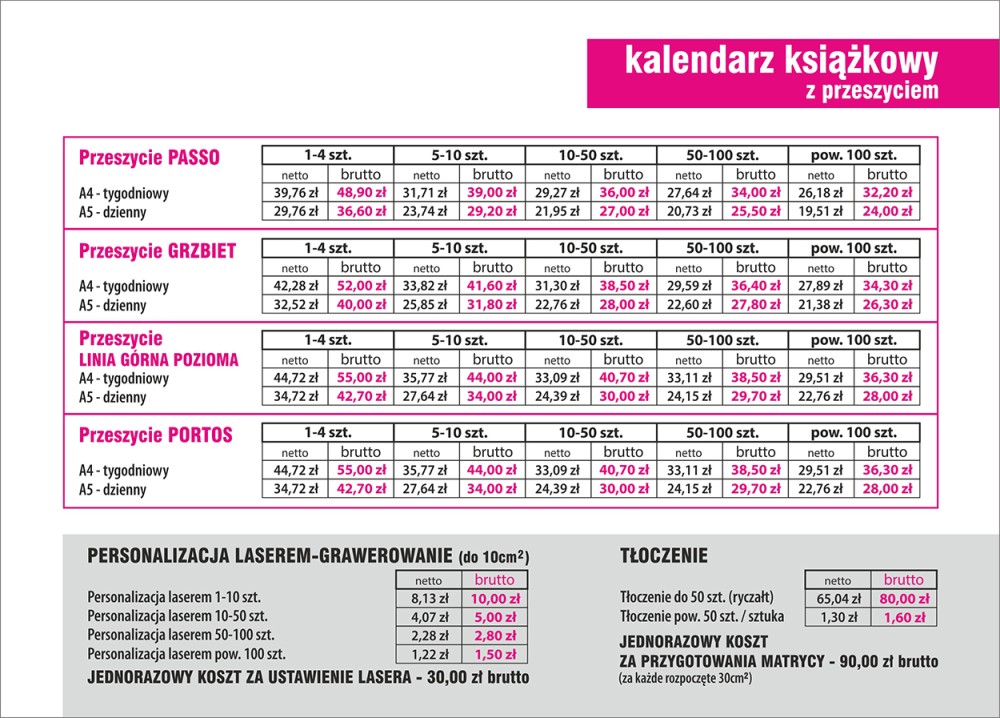 kalendarz książkowy
z przeszyciem
Przeszycie PASSO 1-4 szt. 5-10 szt. 10-50 szt. 50-100 szt. pow. 100 szt.
netto brutto netto brutto netto brutto netto brutto netto brutto
A4 - tygodniowy 39,76 zł 48,90 zł 31,71 zł 39,00 zł 29,27 zł 36,00 zł 27,64 zł 34,00 zł 26,18 zł 32,20 zł
A5 - dzienny 29,76 zł 36,60 zł 23,74 zł 29,20 zł 21,95 zł 27,00 zł 20,73 zł 25,50 zł 19,51 zł 24,00 zł
Przeszycie GRZBIET 1-4 szt. 5-10 szt. 10-50 szt. 50-100 szt. pow. 100 szt.
netto brutto netto brutto netto brutto netto brutto netto brutto
A4 - tygodniowy 42,28 zł 52,00 zł 33,82 zł 41,60 zł 31,30 zł 38,50 zł 29,59 zł 36,40 zł 27,89 zł 34,30 zł
A5 - dzienny 32,52 zł 40,00 zł 25,85 zł 31,80 zł 22,76 zł 28,00 zł 22,60 zł 27,80 zł 21,38 zł 26,30 zł
Przeszycie 1-4 szt. 5-10 szt. 10-50 szt. 50-100 szt. pow. 100 szt.
LINIA GÓRNA POZIOMA netto brutto netto brutto netto brutto netto brutto netto brutto
A4 - tygodniowy 44,72 zł 55,00 zł 35,77 zł 44,00 zł 33,09 zł 40,70 zł 33,11 zł 38,50 zł 29,51 zł 36,30 zł
A5 - dzienny 34,72 zł 42,70 zł 27,64 zł 34,00 zł 24,39 zł 30,00 zł 24,15 zł 29,70 zł 22,76 zł 28,00 zł
Przeszycie PORTOS 1-4 szt. 5-10 szt. 10-50 szt. 50-100 szt. pow. 100 szt.
netto brutto netto brutto netto brutto netto brutto netto brutto
A4 - tygodniowy 44,72 zł 55,00 zł 35,77 zł 44,00 zł 33,09 zł 40,70 zł 33,11 zł 38,50 zł 29,51 zł 36,30 zł
A5 - dzienny 34,72 zł 42,70 zł 27,64 zł 34,00 zł 24,39 zł 30,00 zł 24,15 zł 29,70 zł 22,76 zł 28,00 zł
PERSONALIZACJA LASEREM-GRAWEROWANIE (do 10cm²)
netto brutto
Personalizacja laserem 1-10 szt. 8,13 zł 10,00 zł
Personalizacja laserem 10-50 szt. 4,07 zł 5,00 zł
Personalizacja laserem 50-100 szt. 2,28 zł 2,80 zł
Personalizacja laserem pow. 100 szt. 1,22 zł 1,50 zł
JEDNORAZOWY KOSZT ZA USTAWIENIE LASERA - 30,00 zł brutto
TŁOCZENIE
netto brutto
Tłoczenie do 50 szt. (ryczałt) 65,04 zł 80,00 zł
Tłoczenie pow. 50 szt. / sztuka 1,30 zł 1,60 zł
JEDNORAZOWY KOSZT
ZA PRZYGOTOWANIA MATRYCY - 90,00 zł brutto
(za każde rozpoczęte 30cm²)